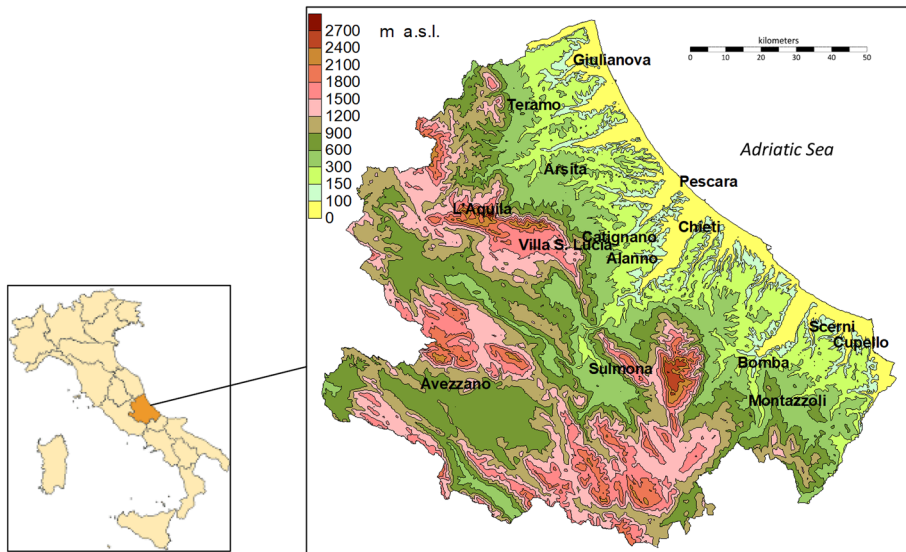 2700
2400
2100
1800
1500
1200
900
600
300
150
100
0
m a.s.l.
kilometers
0 10 20 30 40 50
Giulianova
Teramo
Adriatic Sea
Arsita
Pescara
L'Aquila
Chieti
Catignano
Villa S. Lucia
Alanno
Scerni
Cupello
Bomba
Sulmona
Avezzano
Montazzoli